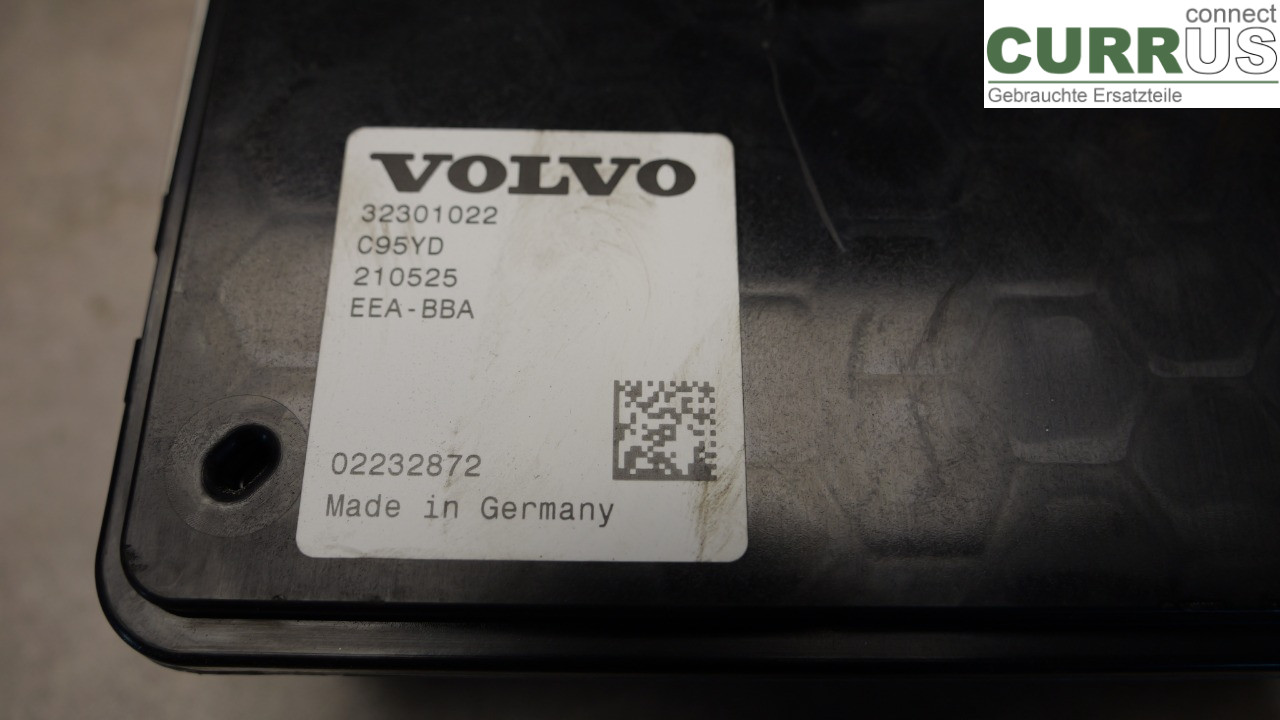 connect
CURRUS
Gebrauchte Ersatzteile
VOLVO
32301022
C95YD
210525
EEA-BBA
02232872
Made in Germany